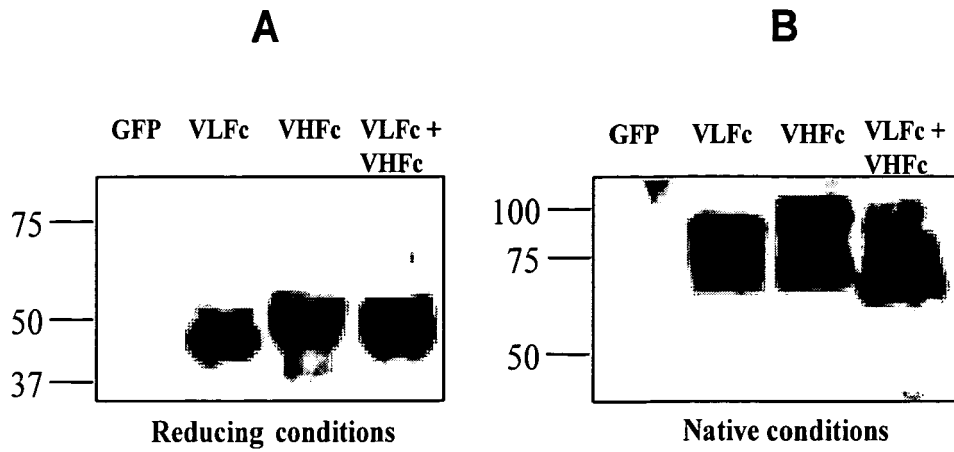 A
B
GFP VLFc VHFc VLFc +
VHFc
GFP VLFc VHFc VLFc +
VHFc
75
50
37
100
75
50
Reducing conditions
Native conditions